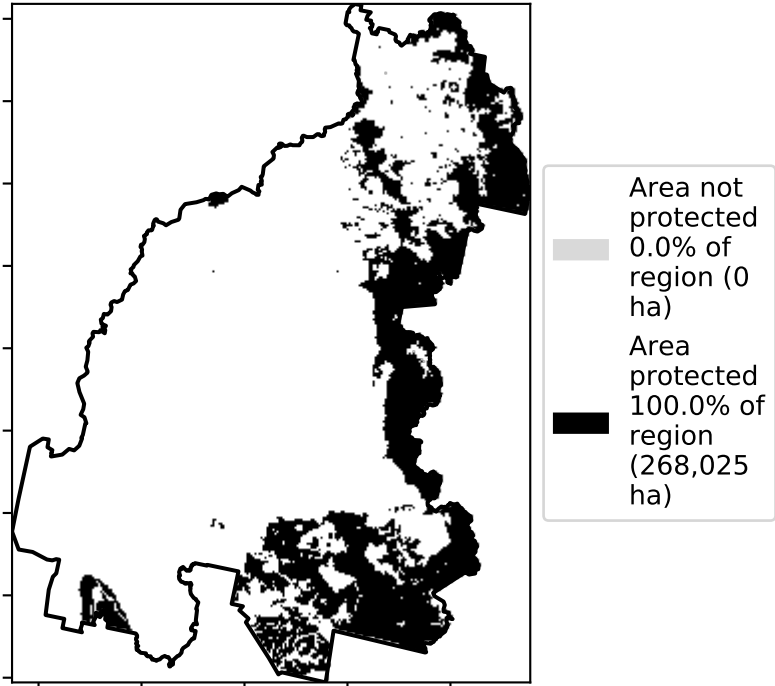 Area not
protected
0.0% of
region (0
ha)
Area
protected
100.0% of
region
(268,025
ha)